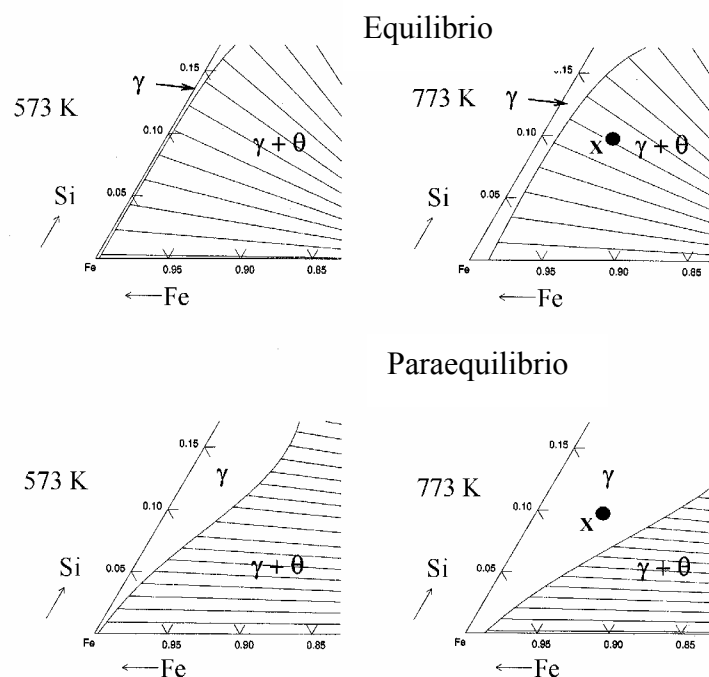 Equilibrio
573 K
γ
0.15
0.10
γ + θ
0.05
Si
Fe
0.95
0.90
0.85
Fe
773 K
γ
0.15
0.10
x
γ + θ
0.05
Si
Fe
0.95
0.90
0.85
Fe
Paraequilibrio
573 K
0.15
γ
0.10
0.05
γ + θ
Si
Fe
0.95
0.90
0.85
Fe
773 K
0.15
γ
0.10
x
0.05
γ + θ
Si
Fe
0.95
0.90
0.85
Fe